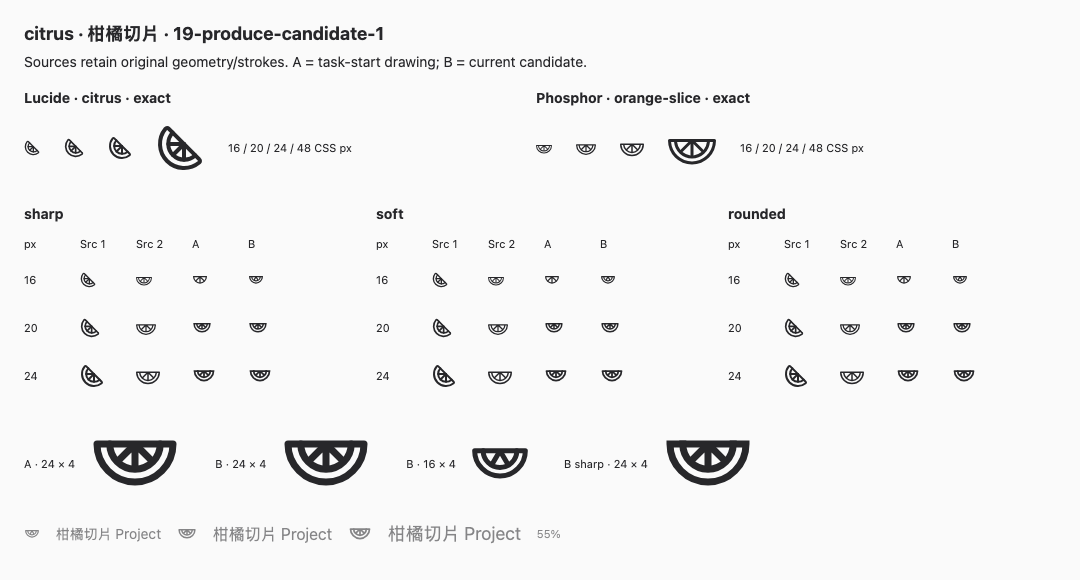 citrus · 柑橘切片 · 19-produce-candidate-1
Sources retain original geometry/strokes. A = task-start drawing; B = current candidate.
Lucide · citrus · exact
Phosphor · orange-slice · exact
16 / 20 / 24 / 48 CSS px
16 / 20 / 24 / 48 CSS px
sharp
soft
rounded
px Src 1 Src 2 A B
px Src 1 Src 2 A B
px Src 1 Src 2 A B
16
16
16
20
20
20
24
24
24
A · 24 × 4
B · 24 × 4
B · 16 × 4
B sharp · 24 × 4
柑橘切片 Project
柑橘切片 Project
柑橘切片 Project
55%